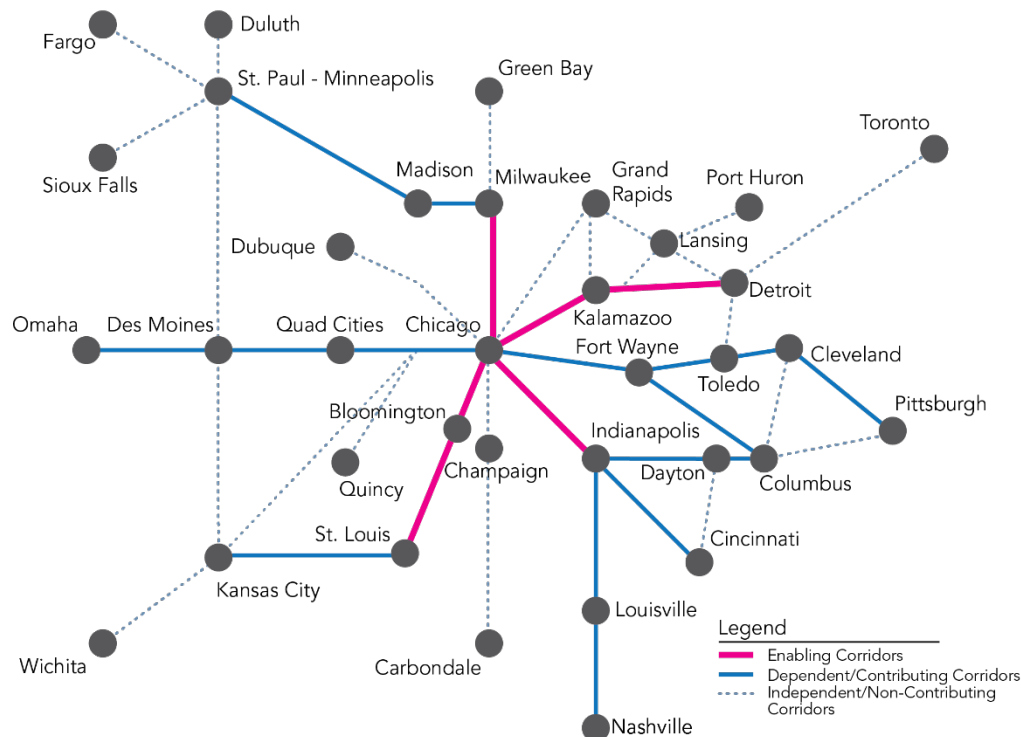 Fargo
Duluth
St. Paul - Minneapolis
Green Bay
Toronto
Sioux Falls
Madison
Milwaukee
Grand
Rapids
Port Huron
Lansing
Dubuque
Detroit
Omaha
Des Moines
Quad Cities
Chicago
Kalamazoo
Fort Wayne
Cleveland
Toledo
Pittsburgh
Bloomington
Indianapolis
Champaign
Dayton
Columbus
Quincy
St. Louis
Cincinnati
Kansas City
Louisville
Wichita
Carbondale
Nashville
Legend
Enabling Corridors
Dependent/Contributing Corridors
Independent/Non-Contributing
Corridors